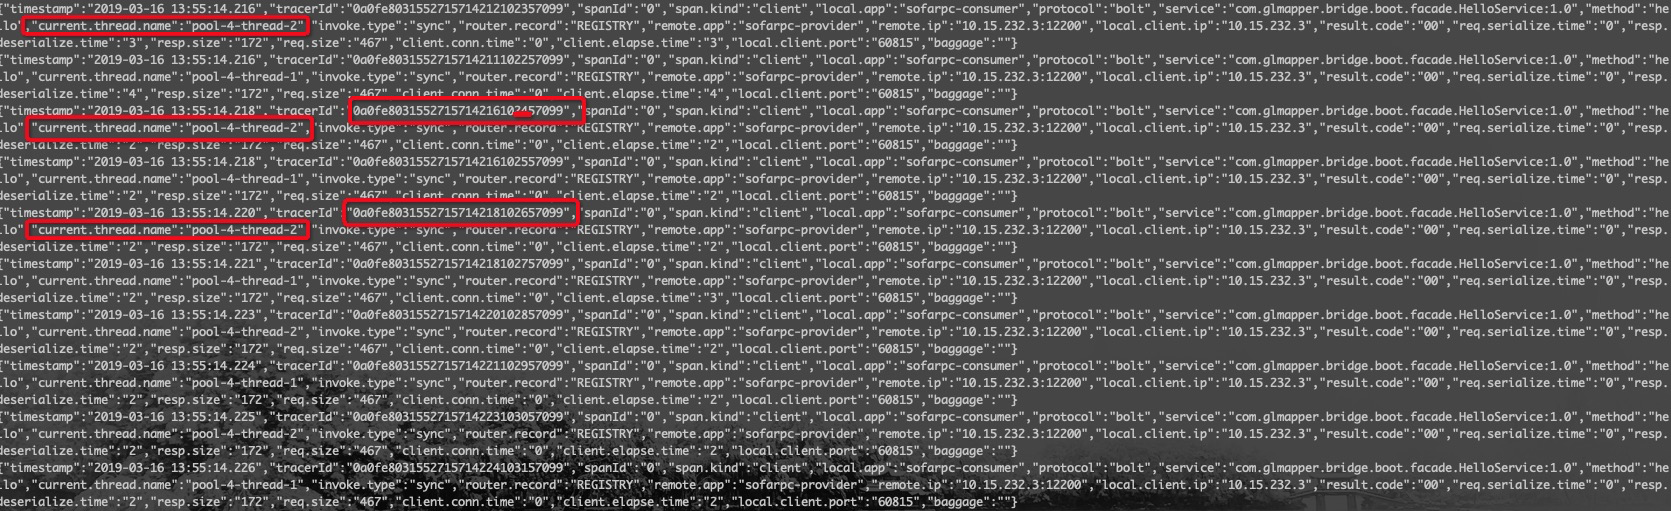 {"timestamp":"2019-03-16 13:55:14.216","tracerId":"0a0fe8031552715714212102357099","spanId":"0","span.kind":"client","local.app":"sofarpc-consumer","protocol":"bolt","service":"com.glmapper.bridge.boot.facade.HelloService:1.0","method":"he
llo","current.thread.name":"pool-4-thread-2","invoke.type":"sync","router.record":"REGISTRY","remote.app":"sofarpc-provider","remote.ip":"10.15.232.3:12200","local.client.ip":"10.15.232.3","result.code":"00","req.serialize.time":"0","resp.
deserialize.time":"3","resp.size":"172","req.size":"467","client.conn.time":"0","client.elapse.time":"3","local.client.port":"60815","baggage":""}
{"timestamp":"2019-03-16 13:55:14.216","tracerId":"0a0fe8031552715714211102257099","spanId":"0","span.kind":"client","local.app":"sofarpc-consumer","protocol":"bolt","service":"com.glmapper.bridge.boot.facade.HelloService:1.0","method":"he
llo","current.thread.name":"pool-4-thread-1","invoke.type":"sync","router.record":"REGISTRY","remote.app":"sofarpc-provider","remote.ip":"10.15.232.3:12200","local.client.ip":"10.15.232.3","result.code":"00","req.serialize.time":"0","resp.
deserialize.time":"4","resp.size":"172","req.size":"467","client.conn.time":"0","client.elapse.time":"4","local.client.port":"60815","baggage":""}
{"timestamp":"2019-03-16 13:55:14.218","tracerId":"0a0fe8031552715714216102457099","spanId":"0","span.kind":"client","local.app":"sofarpc-consumer","protocol":"bolt","service":"com.glmapper.bridge.boot.facade.HelloService:1.0","method":"he
llo","current.thread.name":"pool-4-thread-2","invoke.type":"sync","router.record":"REGISTRY","remote.app":"sofarpc-provider","remote.ip":"10.15.232.3:12200","local.client.ip":"10.15.232.3","result.code":"00","req.serialize.time":"0","resp.
deserialize.time":"2","resp.size":"172","req.size":"467","client.conn.time":"0","client.elapse.time":"2","local.client.port":"60815","baggage":""}
{"timestamp":"2019-03-16 13:55:14.218","tracerId":"0a0fe8031552715714216102557099","spanId":"0","span.kind":"client","local.app":"sofarpc-consumer","protocol":"bolt","service":"com.glmapper.bridge.boot.facade.HelloService:1.0","method":"he
llo","current.thread.name":"pool-4-thread-1","invoke.type":"sync","router.record":"REGISTRY","remote.app":"sofarpc-provider","remote.ip":"10.15.232.3:12200","local.client.ip":"10.15.232.3","result.code":"00","req.serialize.time":"0","resp.
deserialize.time":"2","resp.size":"172","req.size":"467","client.conn.time":"0","client.elapse.time":"2","local.client.port":"60815","baggage":""}
{"timestamp":"2019-03-16 13:55:14.220","tracerId":"0a0fe8031552715714218102657099","spanId":"0","span.kind":"client","local.app":"sofarpc-consumer","protocol":"bolt","service":"com.glmapper.bridge.boot.facade.HelloService:1.0","method":"he
llo","current.thread.name":"pool-4-thread-2","invoke.type":"sync","router.record":"REGISTRY","remote.app":"sofarpc-provider","remote.ip":"10.15.232.3:12200","local.client.ip":"10.15.232.3","result.code":"00","req.serialize.time":"0","resp.
deserialize.time":"2","resp.size":"172","req.size":"467","client.conn.time":"0","client.elapse.time":"2","local.client.port":"60815","baggage":""}
{"timestamp":"2019-03-16 13:55:14.221","tracerId":"0a0fe8031552715714218102757099","spanId":"0","span.kind":"client","local.app":"sofarpc-consumer","protocol":"bolt","service":"com.glmapper.bridge.boot.facade.HelloService:1.0","method":"he
llo","current.thread.name":"pool-4-thread-1","invoke.type":"sync","router.record":"REGISTRY","remote.app":"sofarpc-provider","remote.ip":"10.15.232.3:12200","local.client.ip":"10.15.232.3","result.code":"00","req.serialize.time":"0","resp.
deserialize.time":"2","resp.size":"172","req.size":"467","client.conn.time":"0","client.elapse.time":"3","local.client.port":"60815","baggage":""}
{"timestamp":"2019-03-16 13:55:14.223","tracerId":"0a0fe8031552715714220102857099","spanId":"0","span.kind":"client","local.app":"sofarpc-consumer","protocol":"bolt","service":"com.glmapper.bridge.boot.facade.HelloService:1.0","method":"he
llo","current.thread.name":"pool-4-thread-2","invoke.type":"sync","router.record":"REGISTRY","remote.app":"sofarpc-provider","remote.ip":"10.15.232.3:12200","local.client.ip":"10.15.232.3","result.code":"00","req.serialize.time":"0","resp.
deserialize.time":"2","resp.size":"172","req.size":"467","client.conn.time":"0","client.elapse.time":"2","local.client.port":"60815","baggage":""}
{"timestamp":"2019-03-16 13:55:14.224","tracerId":"0a0fe8031552715714221102957099","spanId":"0","span.kind":"client","local.app":"sofarpc-consumer","protocol":"bolt","service":"com.glmapper.bridge.boot.facade.HelloService:1.0","method":"he
llo","current.thread.name":"pool-4-thread-1","invoke.type":"sync","router.record":"REGISTRY","remote.app":"sofarpc-provider","remote.ip":"10.15.232.3:12200","local.client.ip":"10.15.232.3","result.code":"00","req.serialize.time":"0","resp.
deserialize.time":"2","resp.size":"172","req.size":"467","client.conn.time":"0","client.elapse.time":"2","local.client.port":"60815","baggage":""}
{"timestamp":"2019-03-16 13:55:14.225","tracerId":"0a0fe8031552715714223103057099","spanId":"0","span.kind":"client","local.app":"sofarpc-consumer","protocol":"bolt","service":"com.glmapper.bridge.boot.facade.HelloService:1.0","method":"he
llo","current.thread.name":"pool-4-thread-2","invoke.type":"sync","router.record":"REGISTRY","remote.app":"sofarpc-provider","remote.ip":"10.15.232.3:12200","local.client.ip":"10.15.232.3","result.code":"00","req.serialize.time":"0","resp.
deserialize.time":"2","resp.size":"172","req.size":"467","client.conn.time":"0","client.elapse.time":"2","local.client.port":"60815","baggage":""}
{"timestamp":"2019-03-16 13:55:14.226","tracerId":"0a0fe8031552715714224103157099","spanId":"0","span.kind":"client","local.app":"sofarpc-consumer","protocol":"bolt","service":"com.glmapper.bridge.boot.facade.HelloService:1.0","method":"he
llo","current.thread.name":"pool-4-thread-1","invoke.type":"sync","router.record":"REGISTRY","remote.app":"sofarpc-provider","remote.ip":"10.15.232.3:12200","local.client.ip":"10.15.232.3","result.code":"00","req.serialize.time":"0","resp.
deserialize.time":"2","resp.size":"172","req.size":"467","client.conn.time":"0","client.elapse.time":"2","local.client.port":"60815","baggage":""}